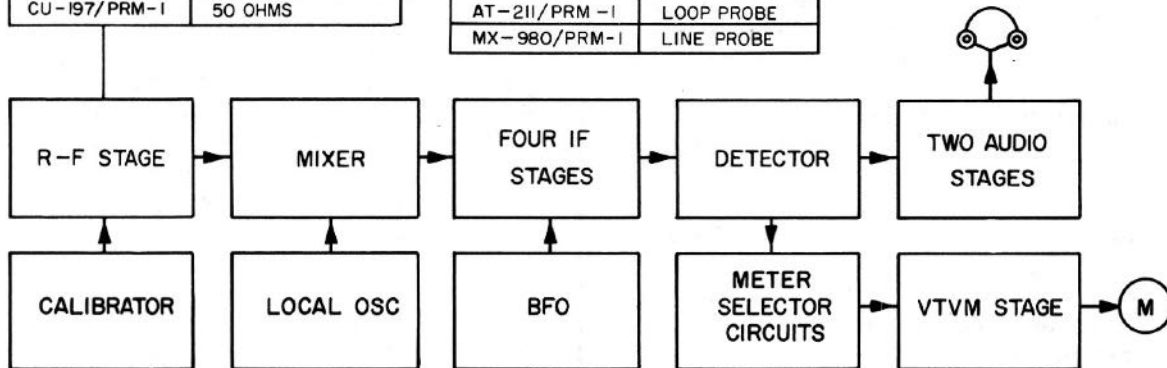 CU-197/PRM-1 50 OHMS
AT-211/PRM-1 LOOP PROBE
MX-980/PRM-1 LINE PROBE
R-F STAGE
MIXER
FOUR IF
STAGES
DETECTOR
TWO AUDIO
STAGES
CALIBRATOR
LOCAL OSC
BFO
METER
SELECTOR
CIRCUITS
VTVM STAGE
M